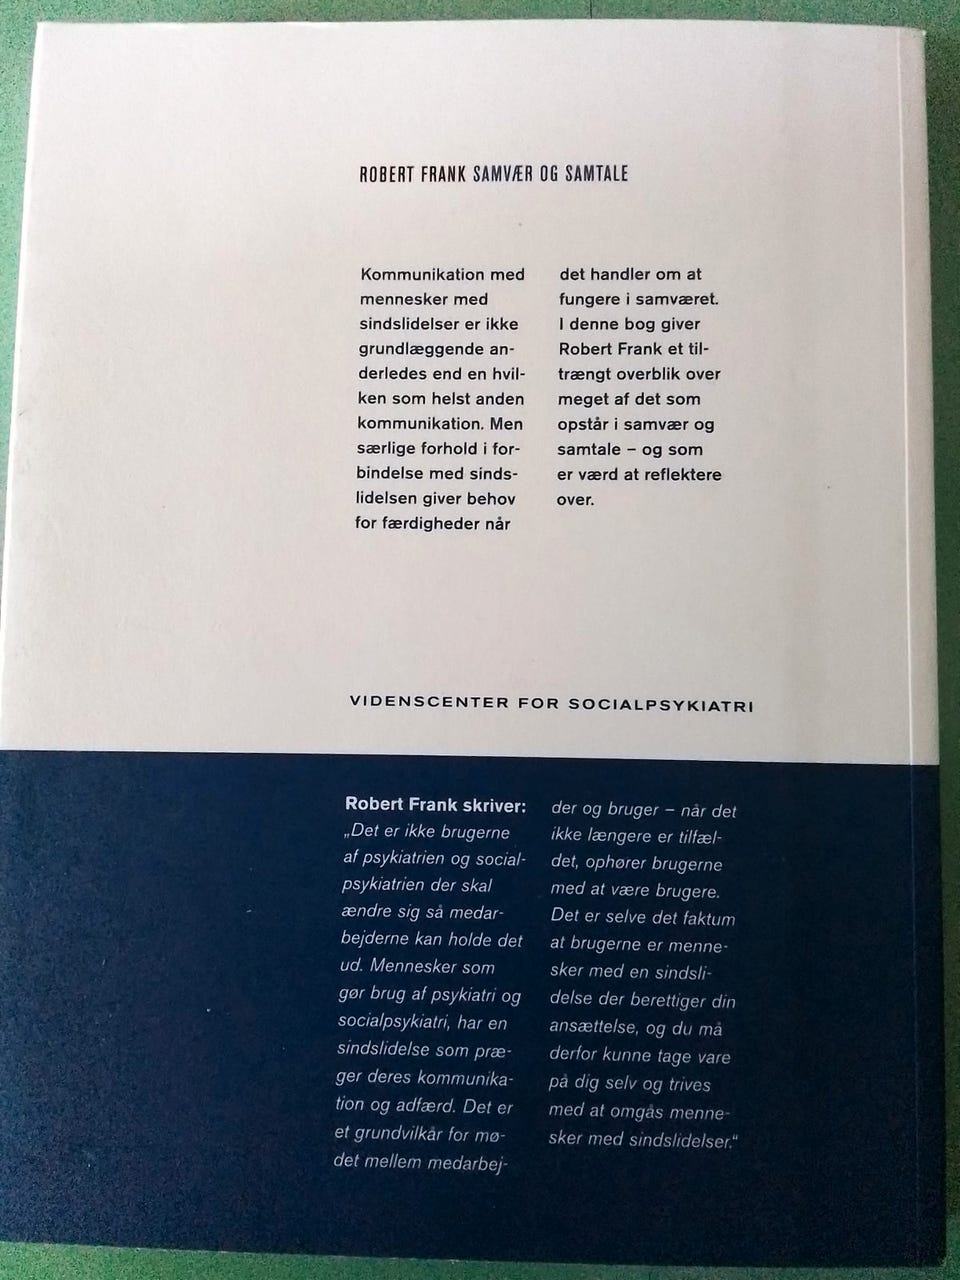 ROBERT FRANK SAMVÆR OG SAMTALE
Kommunikation med
mennesker med
sindslidelser er ikke
grundlæggende an-
derledes end en hvil-
ken som helst anden
kommunikation. Men
særlige forhold i for-
bindelse med sinds-
lidelsen giver behov
for færdigheder når
det handler om at
fungere i samværet.
I denne bog giver
Robert Frank et til-
trængt overblik over
meget af det som
opstår i samvær og
samtale – og som
er værd at reflektere
over.
VIDENSCENTER FOR SOCIALPSYKIATRI
Robert Frank skriver:
„Det er ikke brugerne
af psykiatrien og social-
psykiatrien der skal
ændre sig så medar-
bejderne kan holde det
ud. Mennesker som
gør brug af psykiatri og
socialpsykiatri, har en
sindslidelse som præ-
ger deres kommunika-
tion og adfærd. Det er
et grundvilkår for mø-
det mellem medarbej-
der og bruger – når det
ikke længere er tilfæl-
det, ophører brugerne
med at være brugere.
Det er selve det faktum
at brugerne er menne-
sker med en sindsli-
delse der berettiger din
ansættelse, og du må
derfor kunne tage vare
på dig selv og trives
med at omgås menne-
sker med sindslidelser.“